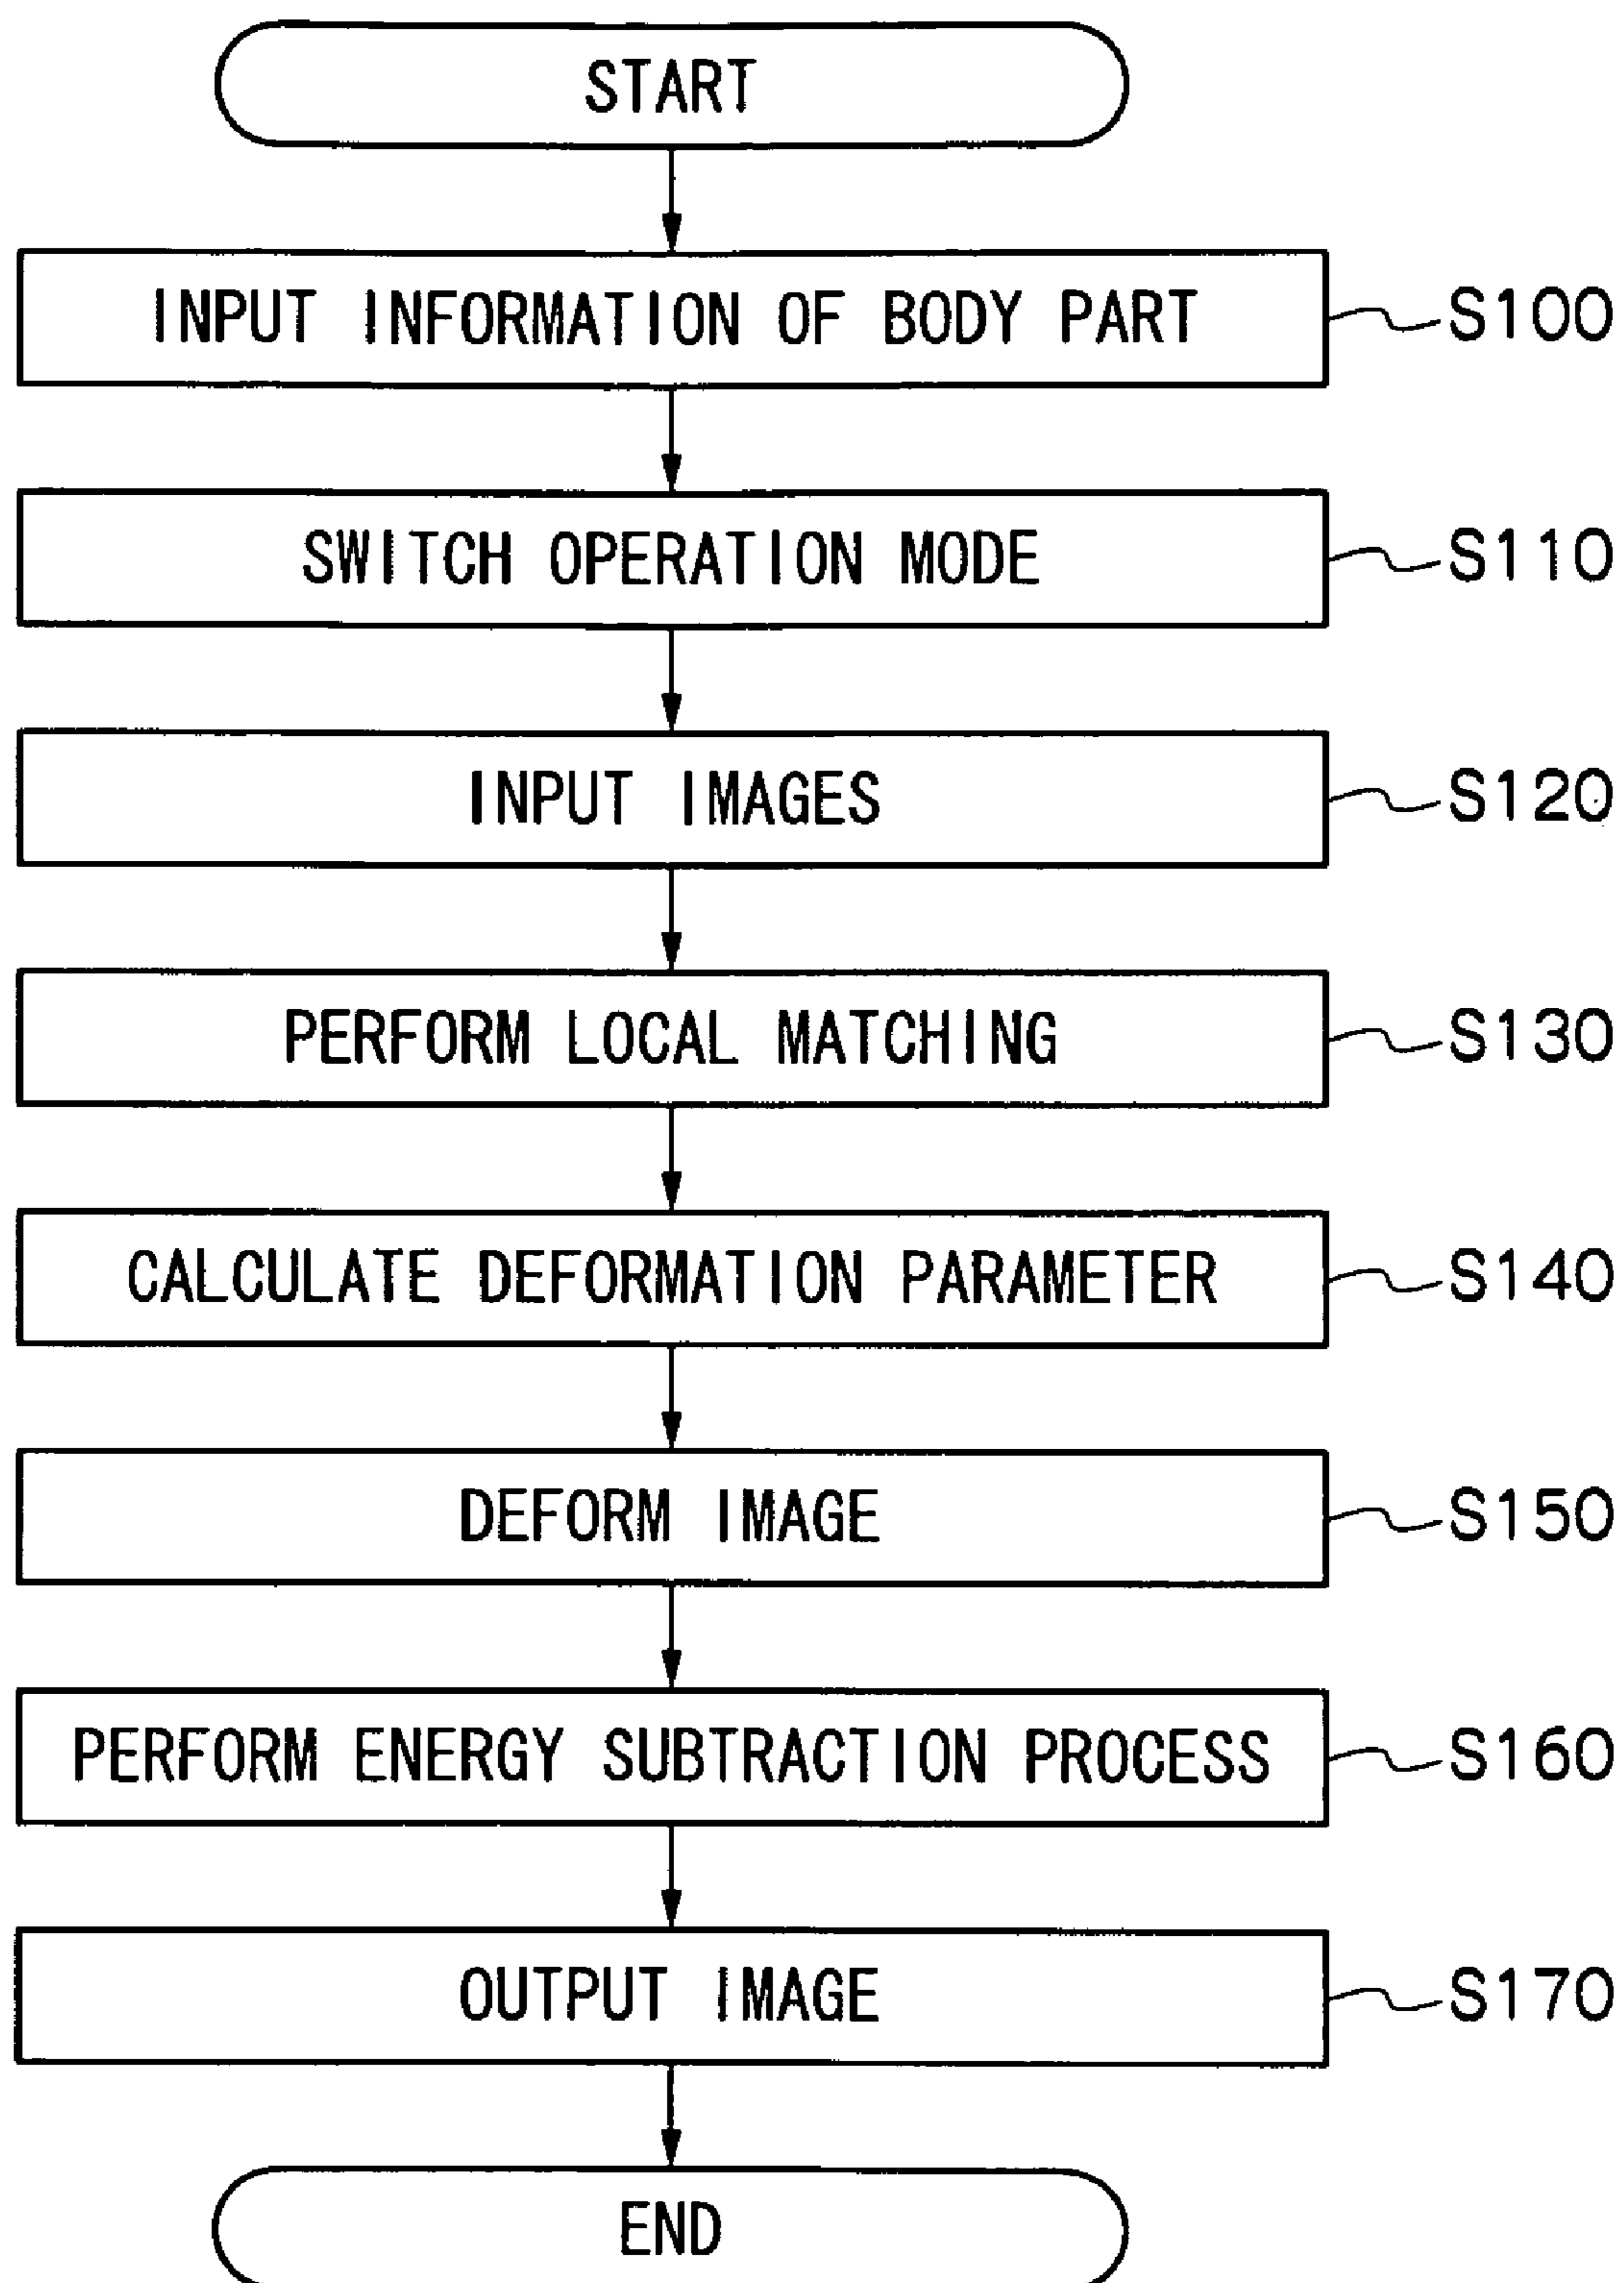 START
INPUT INFORMATION OF BODY PART S100
SWITCH OPERATION MODE S110
INPUT IMAGES S120
PERFORM LOCAL MATCHING S130
CALCULATE DEFORMATION PARAMETER S140
DEFORM IMAGE S150
PERFORM ENERGY SUBTRACTION PROCESS S160
OUTPUT IMAGE S170
END